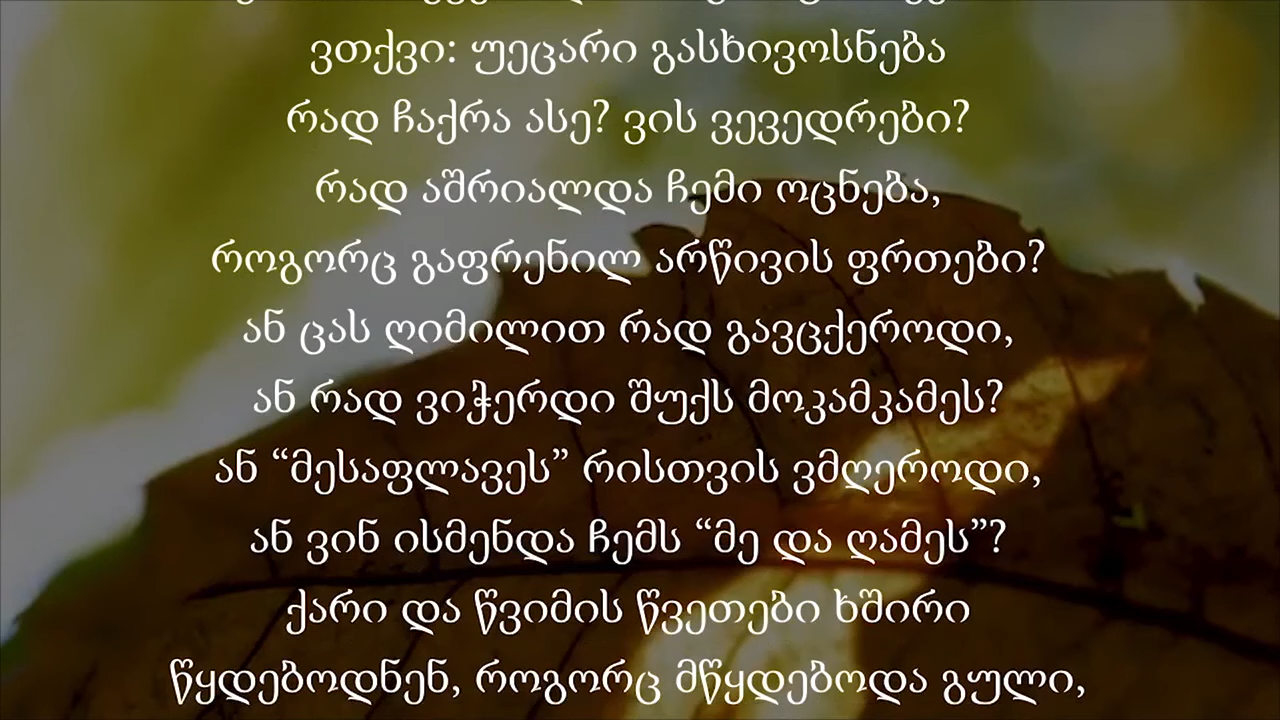 ვთქვი: უეცარი გასხივოსნება
რად ჩაქრა ასე? ვის ვევედრები?
რად აშრიალდა ჩემი ოცნება,
როგორც გაფრენილ არწივის ფრთები?
ან ცას ღიმილით რად გავცქეროდი,
ან რად ვიჭერდი შუქს მოკამკამეს?
ან “მესაფლავეს” რისთვის ვმღეროდი,
ან ვინ ისმენდა ჩემს “მე და ღამეს”?
ქარი და წვიმის წვეთები ხშირი
წყდებოდნენ, როგორც მწყდებოდა გული,